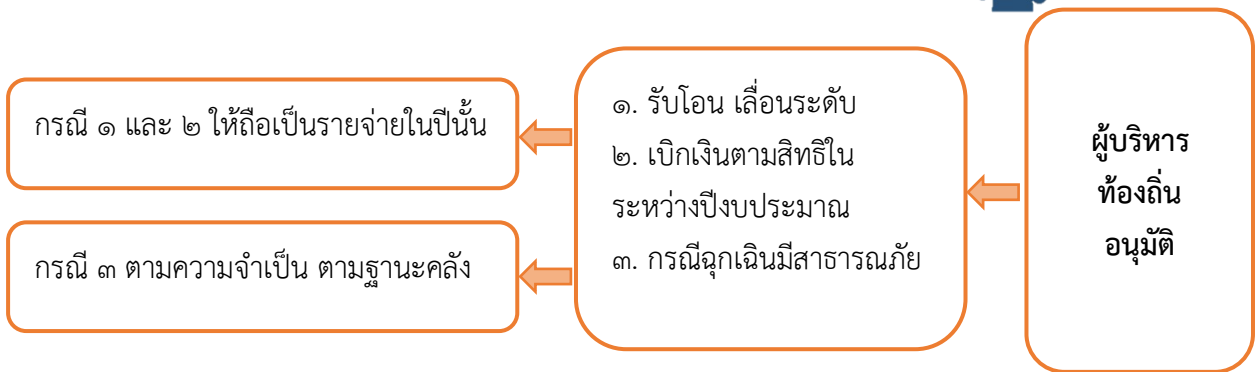 กรณี ๑ และ ๒ ให้ถือเป็นรายจ่ายในปีนั้น
กรณี ๓ ตามความจำเป็น ตามฐานะคลัง
๑. รับโอน เลื่อนระดับ
๒. เบิกเงินตามสิทธิใน
ระหว่างปีงบประมาณ
๓. กรณีฉุกเฉินมีสาธารณภัย
ผู้บริหาร
ท้องถิ่น
อนุมัติ